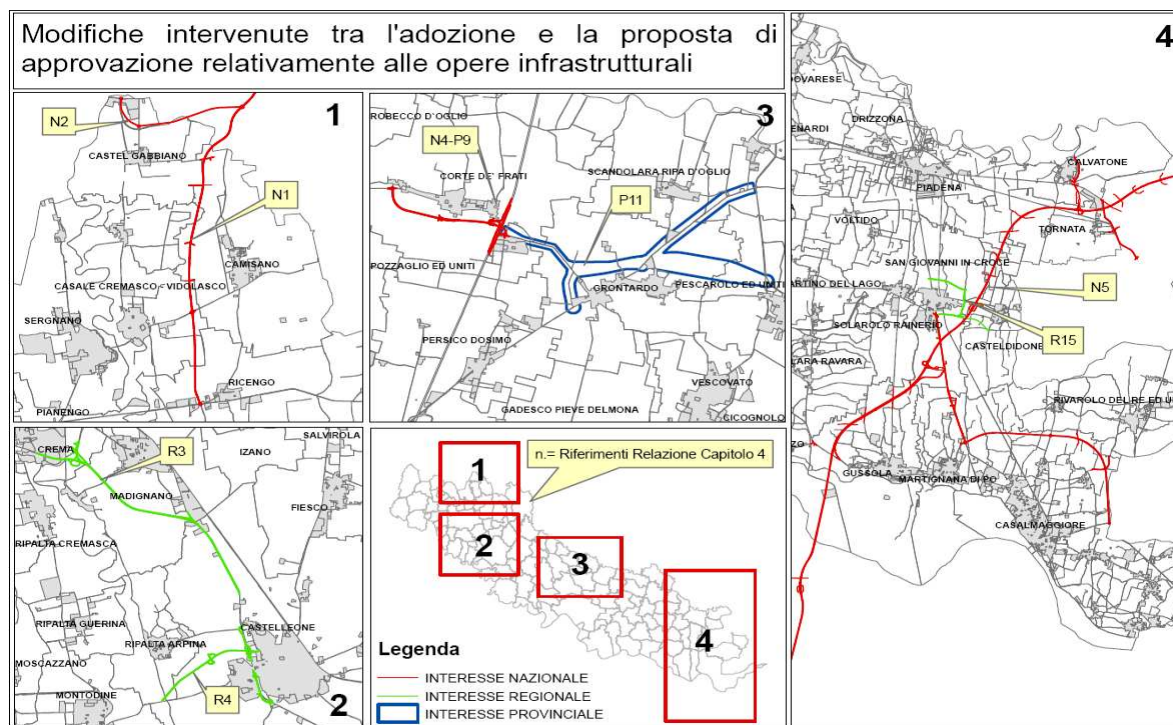 Modifiche intervenute tra l'adozione e la proposta di
approvazione relativamente alle opere infrastrutturali
1
N2
CASTEL GABBIANO
N1
CAMISANO
CASALE CREMASCO - VIDOLASCO
SERGNANO
RICENGO
PIANENGO
3
ROBECCO D'OGLIO
N4-P9
CORTE DE' FRATI
SCANDOLARA RIPA D'OGLIO
P11
POZZAGLIO ED UNITI
GRONTARDO
PESCAROLO ED UNITI
PERSICO DOSIMO
VESCOVATO
GADESCO PIEVE DELMONA
CICOGNOLO
4
DRIZZONA
CALVATONE
PIADENA
VOLTIDO
TORNATA
SAN GIOVANNI IN CROCE
N5
SOLAROLO RAINERIO
R15
CASTELDIDONE
RIVAROLO DEL RE ED U
GUSSOLA
MARTIGNANA DI PO
CASALMAGGIORE
SALVIROLA
CREMA
R3
IZANO
MADIGNANO
FIESCO
RIPALTA CREMASCA
RIPALTA GUERINA
CASTELLEONE
RIPALTA ARPINA
MOSCAZZANO
R4
MONTODINE
2
n.= Riferimenti Relazione Capitolo 4
1
2
3
4
Legenda
INTERESSE NAZIONALE
INTERESSE REGIONALE
INTERESSE PROVINCIALE